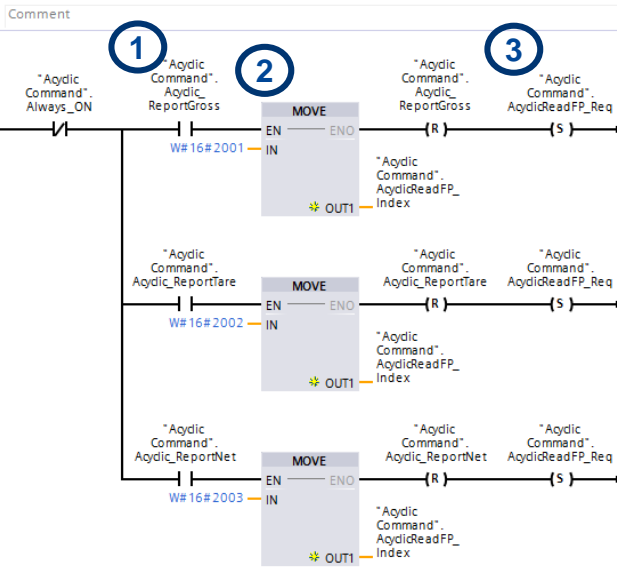 Comment
1
2
3
"Acyclic
Command".
Always_ON
"Acyclic
Command".
Acyclic_
ReportGross
MOVE
EN
ENO
W#16#2001
IN
OUT1
"Acyclic
Command".
AcyclicReadFP_
Index
"Acyclic
Command".
Acyclic_
ReportGross
R
"Acyclic
Command".
AcyclicReadFP_Req
S
"Acyclic
Command".
Acyclic_ReportTare
MOVE
EN
ENO
W#16#2002
IN
OUT1
"Acyclic
Command".
AcyclicReadFP_
Index
"Acyclic
Command".
Acyclic_ReportTare
R
"Acyclic
Command".
AcyclicReadFP_Req
S
"Acyclic
Command".
Acyclic_ReportNet
MOVE
EN
ENO
W#16#2003
IN
OUT1
"Acyclic
Command".
AcyclicReadFP_
Index
"Acyclic
Command".
Acyclic_ReportNet
R
"Acyclic
Command".
AcyclicReadFP_Req
S